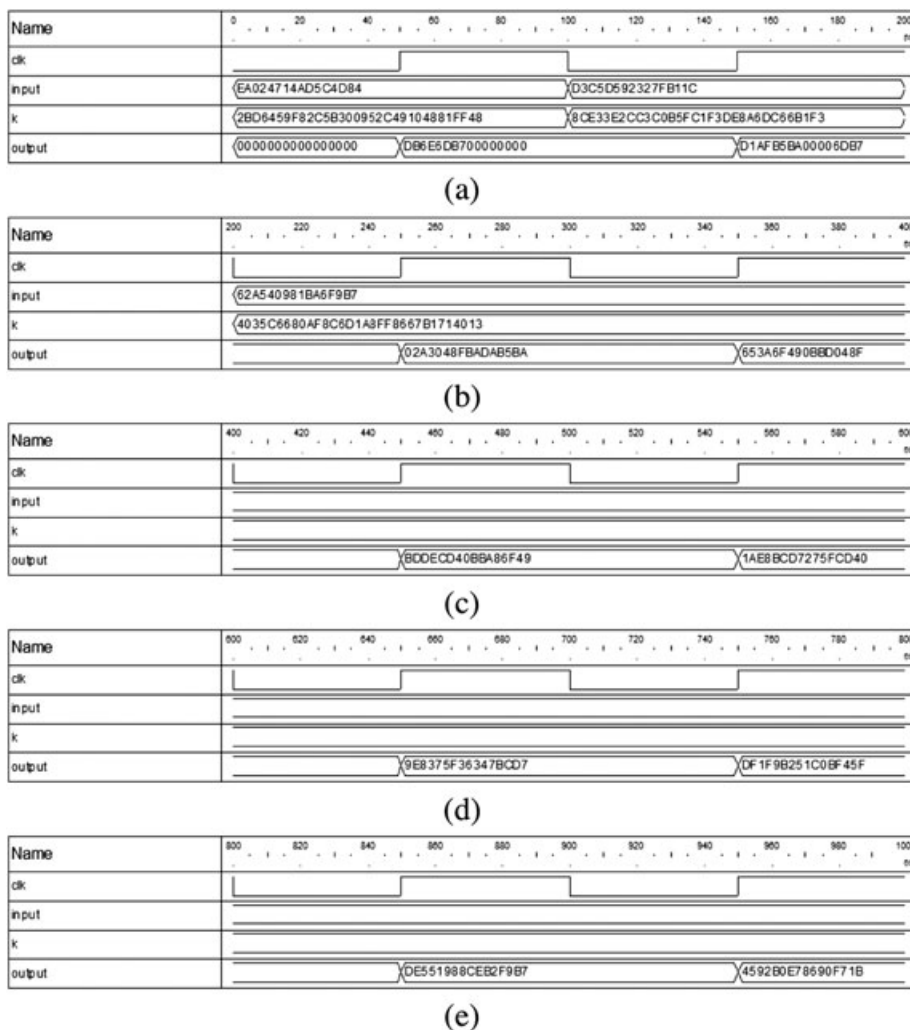 Name 0 20 40 60 80 100 120 140 160 180 200
clk
input EA024714AD5C4D84 D3C5D592327FB11C
k 2BD6459F82C5B300952C49104881FF48 8CE33E2CC3C0B5FC1F3DE8A6DC66B1F3
output 0000000000000000 DB6E6DB700000000 D1AFB5BA00006DB7
(a)
Name 200 220 240 260 280 300 320 340 360 380 400
clk
input 62A540981BA6F9B7
k 4035C6680AF8C6D1A8FF8667B1714013
output 02A3048FBADAB5BA 653A6F490BBD048F
(b)
Name 400 420 440 460 480 500 520 540 560 580 600
clk
input
k
output BDDECD40BBA86F49 1AE8BCD7275FCD40
(c)
Name 600 620 640 660 680 700 720 740 760 780 800
clk
input
k
output 9E8375F36347BCD7 DF1F9B251C0BF45F
(d)
Name 800 820 840 860 880 900 920 940 960 980 1000
clk
input
k
output DE551988CEB2F9B7 4592B0E78690F71B
(e)